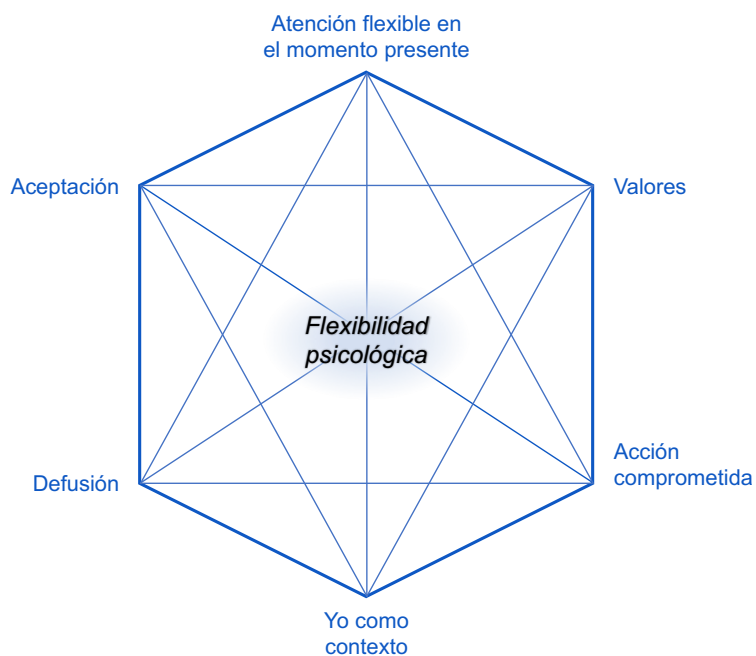 Atención flexible en
el momento presente
Aceptación
Valores
Flexibilidad
psicológica
Defusión
Acción
comprometida
Yo como
contexto